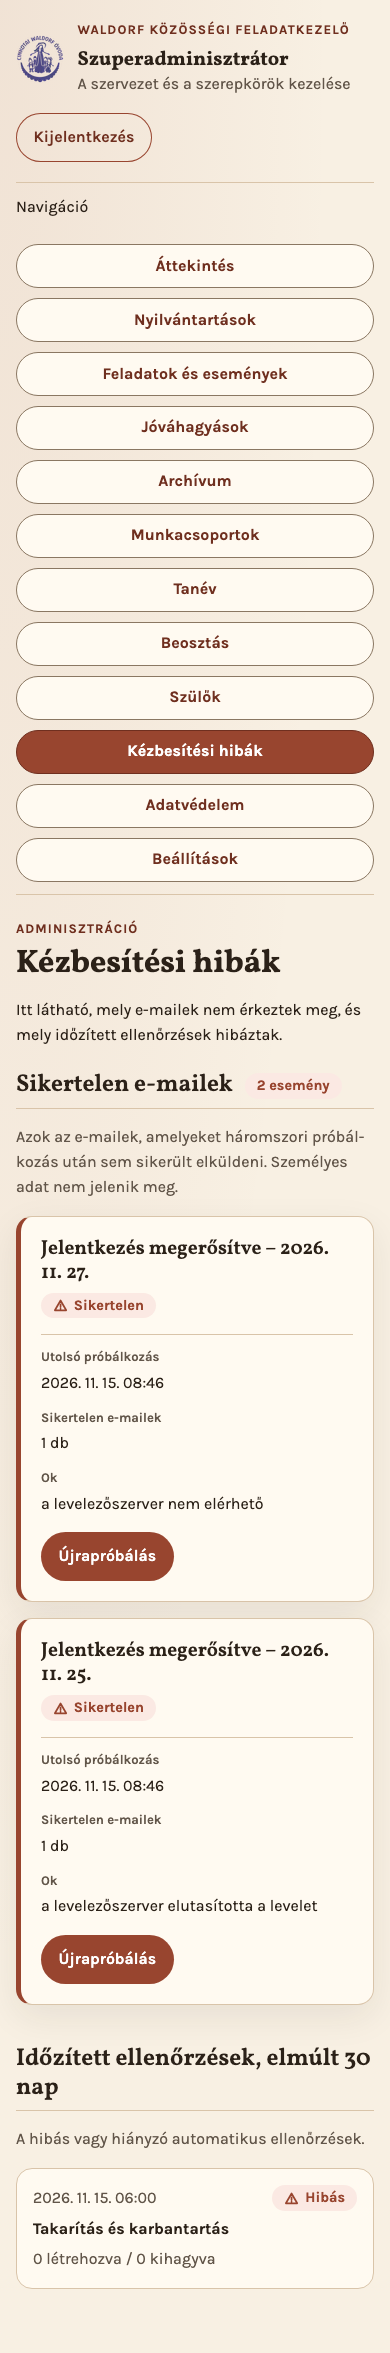 WALDORF KÖZÖSSÉGI FELADATKEZELŐ
Szuperadminisztrátor
A szervezet és a szerepkörök kezelése
Kijelentkezés
Navigáció
Áttekintés
Nyilvántartások
Feladatok és események
Jóváhagyások
Archívum
Munkacsoportok
Tanév
Beosztás
Szülők
Kézbesítési hibák
Adatvédelem
Beállítások
ADMINISZTRÁCIÓ
Kézbesítési hibák
Itt látható, mely e-mailek nem érkeztek meg, és
mely időzített ellenőrzések hibáztak.
Sikertelen e-mailek 2 esemény
Azok az e-mailek, amelyeket háromszori próbál-
kozás után sem sikerült elküldeni. Személyes
adat nem jelenik meg.
Jelentkezés megerősítve – 2026.
11. 27.
Sikertelen
Utolsó próbálkozás
2026. 11. 15. 08:46
Sikertelen e-mailek
1 db
Ok
a levelezőszerver nem elérhető
Újrapróbálás
Jelentkezés megerősítve – 2026.
11. 25.
Sikertelen
Utolsó próbálkozás
2026. 11. 15. 08:46
Sikertelen e-mailek
1 db
Ok
a levelezőszerver elutasította a levelet
Újrapróbálás
Időzített ellenőrzések, elmúlt 30
nap
A hibás vagy hiányzó automatikus ellenőrzések.
2026. 11. 15. 06:00 Hibás
Takarítás és karbantartás
0 létrehozva / 0 kihagyva